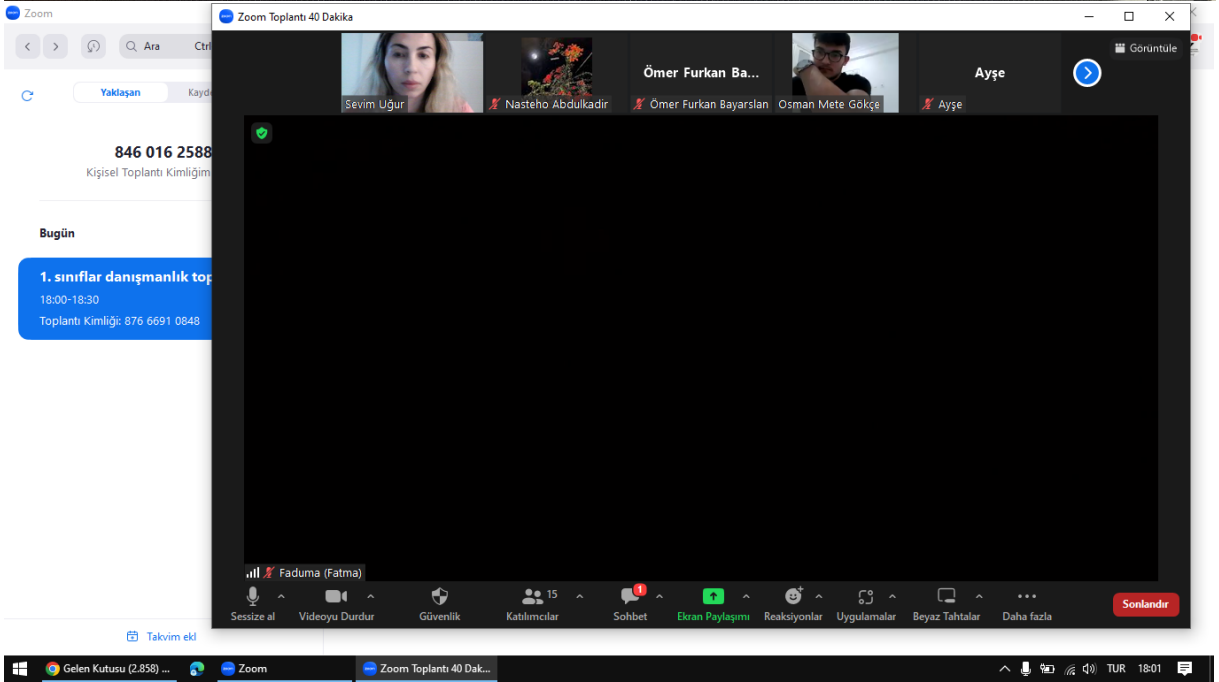 Zoom
Ara
Ctrl
Yaklaşan
Kayde
846 016 2588
Kişisel Toplantı Kimliğim
Bugün
1. sınıflar danışmanlık top
18:00-18:30
Toplantı Kimliği: 876 6691 0848
Takvim ekl
Zoom Toplantı 40 Dakika
Görüntüle
Sevim Uğur
Nasteho Abdulkadir
Ömer Furkan Ba...
Ömer Furkan Bayarslan
Osman Mete Gökçe
Ayşe
Ayşe
Faduma (Fatma)
Sessize al
Videoyu Durdur
Güvenlik
15
Katılımcılar
1
Sohbet
Ekran Paylaşımı
Reaksiyonlar
Uygulamalar
Beyaz Tahtalar
Daha fazla
Sonlandır
Gelen Kutusu (2.858) ...
Zoom
Zoom Toplantı 40 Dak...
TUR
18:01